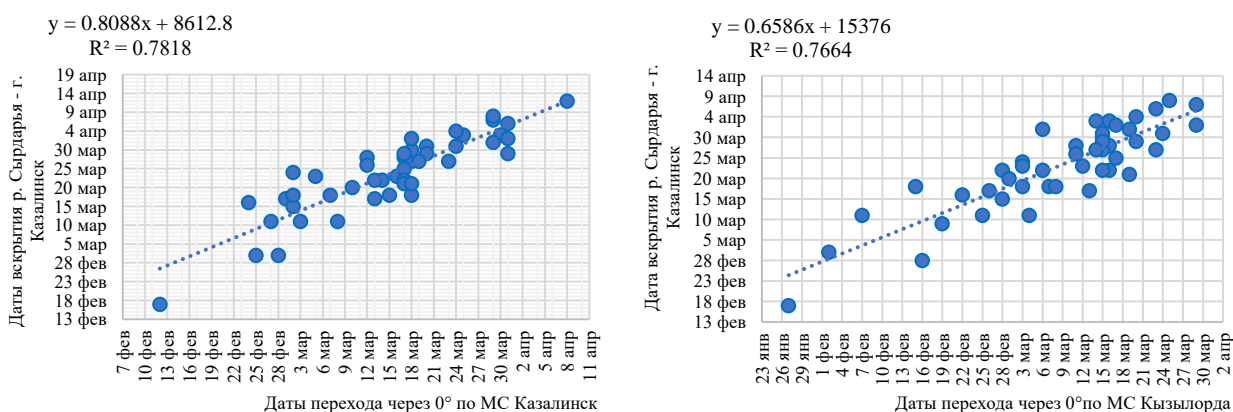 y = 0.8088x + 8612.8
R² = 0.7818
19 апр
14 апр
9 апр
4 апр
30 мар
25 мар
20 мар
15 мар
10 мар
5 мар
28 фев
23 фев
18 фев
13 фев
Даты вскрытия р. Сырдарья - г.
Казалинск
7 фев
10 фев
13 фев
16 фев
19 фев
22 фев
25 фев
28 фев
3 мар
6 мар
9 мар
12 мар
15 мар
18 мар
21 мар
24 мар
27 мар
30 мар
2 апр
5 апр
8 апр
11 апр
Даты перехода через 0° по МС Казалинск
y = 0.6586x + 15376
R² = 0.7664
14 апр
9 апр
4 апр
30 мар
25 мар
20 мар
15 мар
10 мар
5 мар
28 фев
23 фев
18 фев
13 фев
Дата вскрытия р. Сырдарья - г.
Казалинск
23 янв
26 янв
29 янв
1 фев
4 фев
7 фев
10 фев
13 фев
16 фев
19 фев
22 фев
25 фев
28 фев
3 мар
6 мар
9 мар
12 мар
15 мар
18 мар
21 мар
24 мар
27 мар
30 мар
2 апр
Даты перехода через 0°по МС Кызылорда